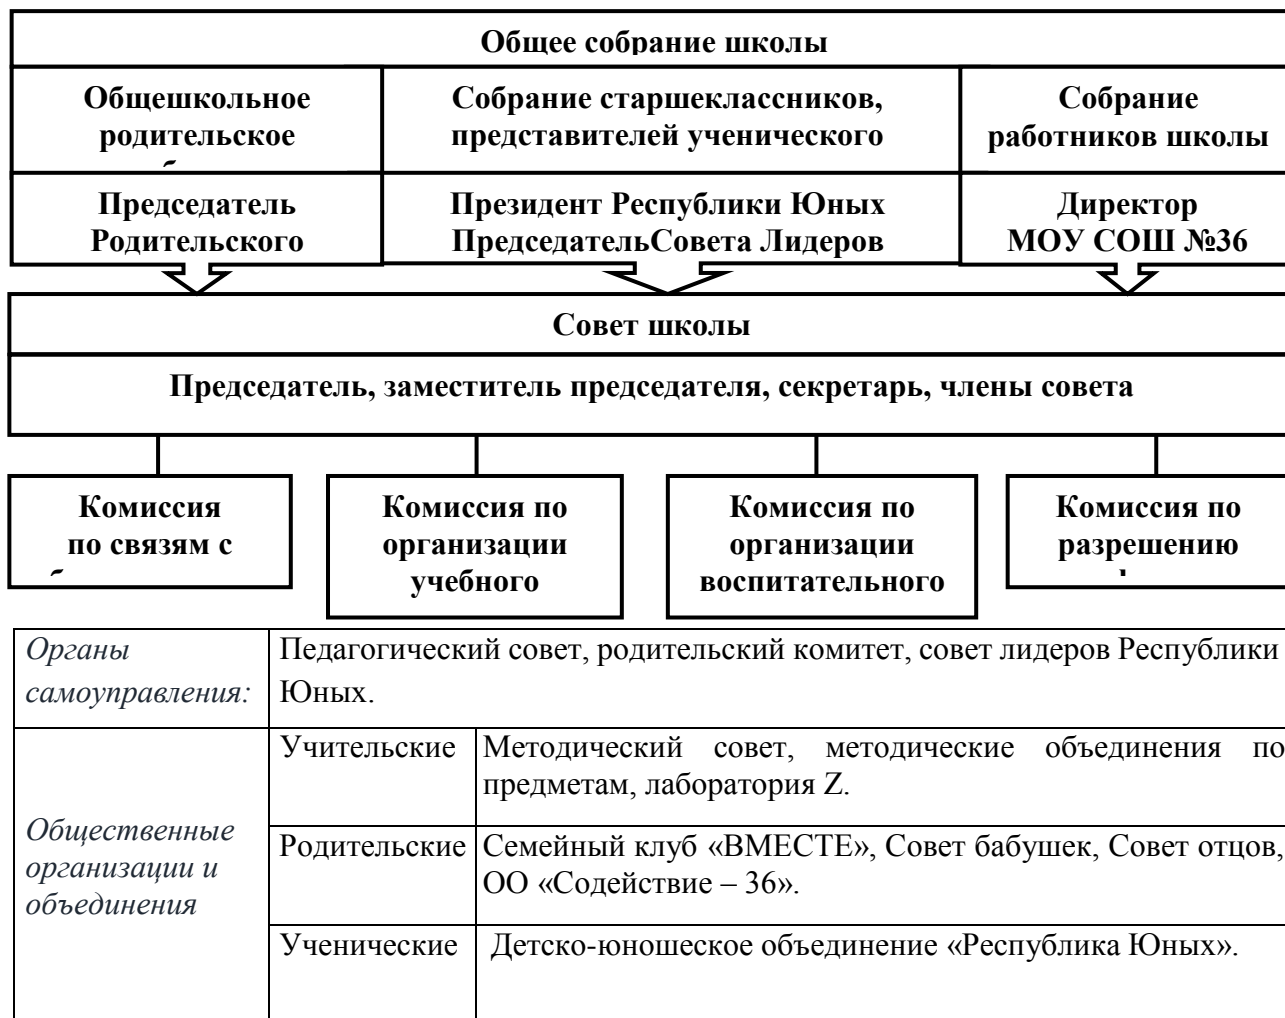 Общее собрание школы
Общешкольное
родительское
Собрание старшеклассников,
представителей ученического
Собрание
работников школы
Председатель
Родительского
Президент Республики Юных
ПредседательСовета Лидеров
Директор
МОУ СОШ №36
Совет школы
Председатель, заместитель председателя, секретарь, члены совета
Комиссия
по связям с
Комиссия по
организации
учебного
Комиссия по
организации
воспитательного
Комиссия по
разрешению
Органы
самоуправления:
Педагогический совет, родительский комитет, совет лидеров Республики
Юных.
Общественные
организации и
объединения
Учительские
Методический совет, методические объединения по
предметам, лаборатория Z.
Родительские
Семейный клуб «ВМЕСТЕ», Совет бабушек, Совет отцов,
ОО «Содействие – 36».
Ученические
Детско-юношеское объединение «Республика Юных».